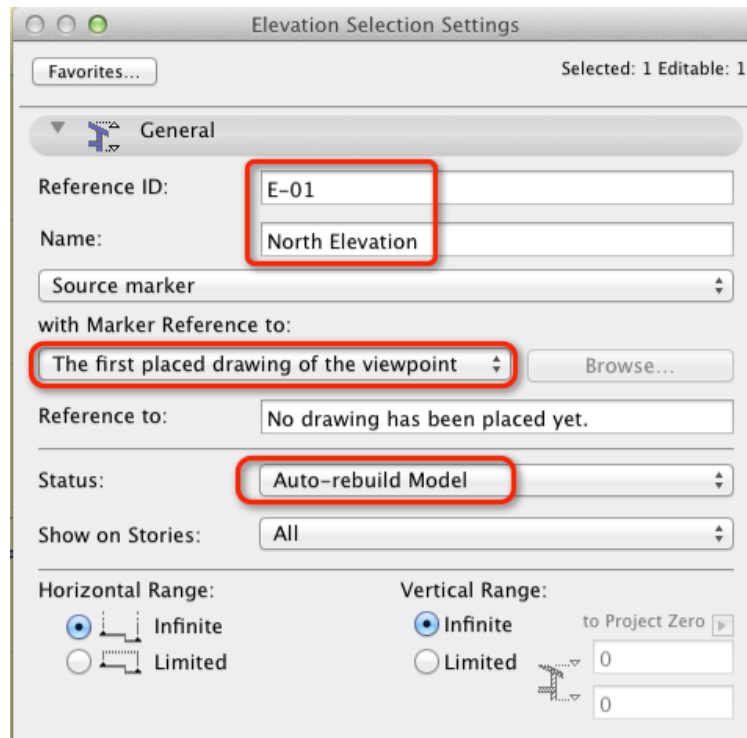 Elevation Selection Settings
Favorites...
Selected: 1 Editable: 1
General
Reference ID:
E-01
Name:
North Elevation
Source marker
with Marker Reference to:
The first placed drawing of the viewpoint
Browse...
Reference to:
No drawing has been placed yet.
Status:
Auto-rebuild Model
Show on Stories:
All
Horizontal Range:
Vertical Range:
Infinite
Infinite
to Project Zero
Limited
Limited
0
0